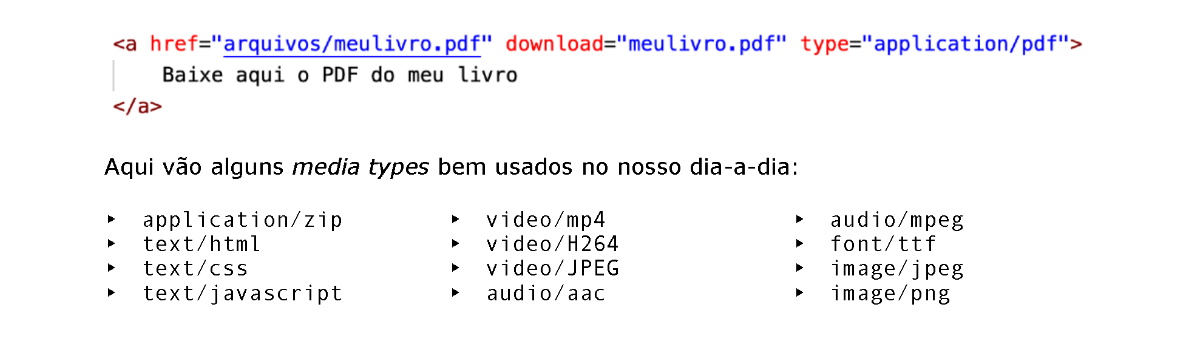 <a href="arquivos/meulivro.pdf" download="meulivro.pdf" type="application/pdf">
Baixe aqui o PDF do meu livro
</a>
Aqui vão alguns media types bem usados no nosso dia-a-dia:
‣ application/zip
‣ text/html
‣ text/css
‣ text/javascript
‣ video/mp4
‣ video/H264
‣ video/JPEG
‣ audio/aac
‣ audio/mpeg
‣ font/ttf
‣ image/jpeg
‣ image/png